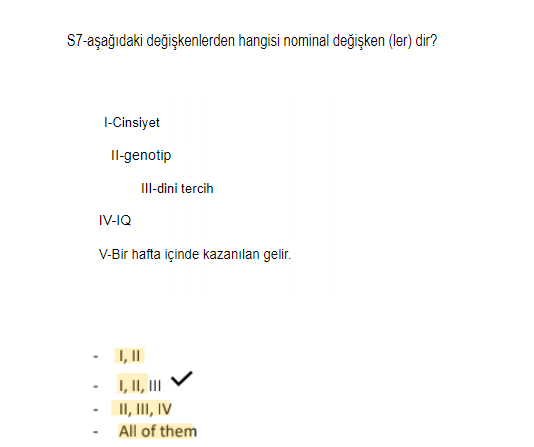 S7-aşağıdaki değişkenlerden hangisi nominal değişken (ler) dir?
I-Cinsiyet
II-genotip
III-dini tercih
IV-IQ
V-Bir hafta içinde kazanılan gelir.
- I, II
- I, II, III ✓
- II, III, IV
- All of them